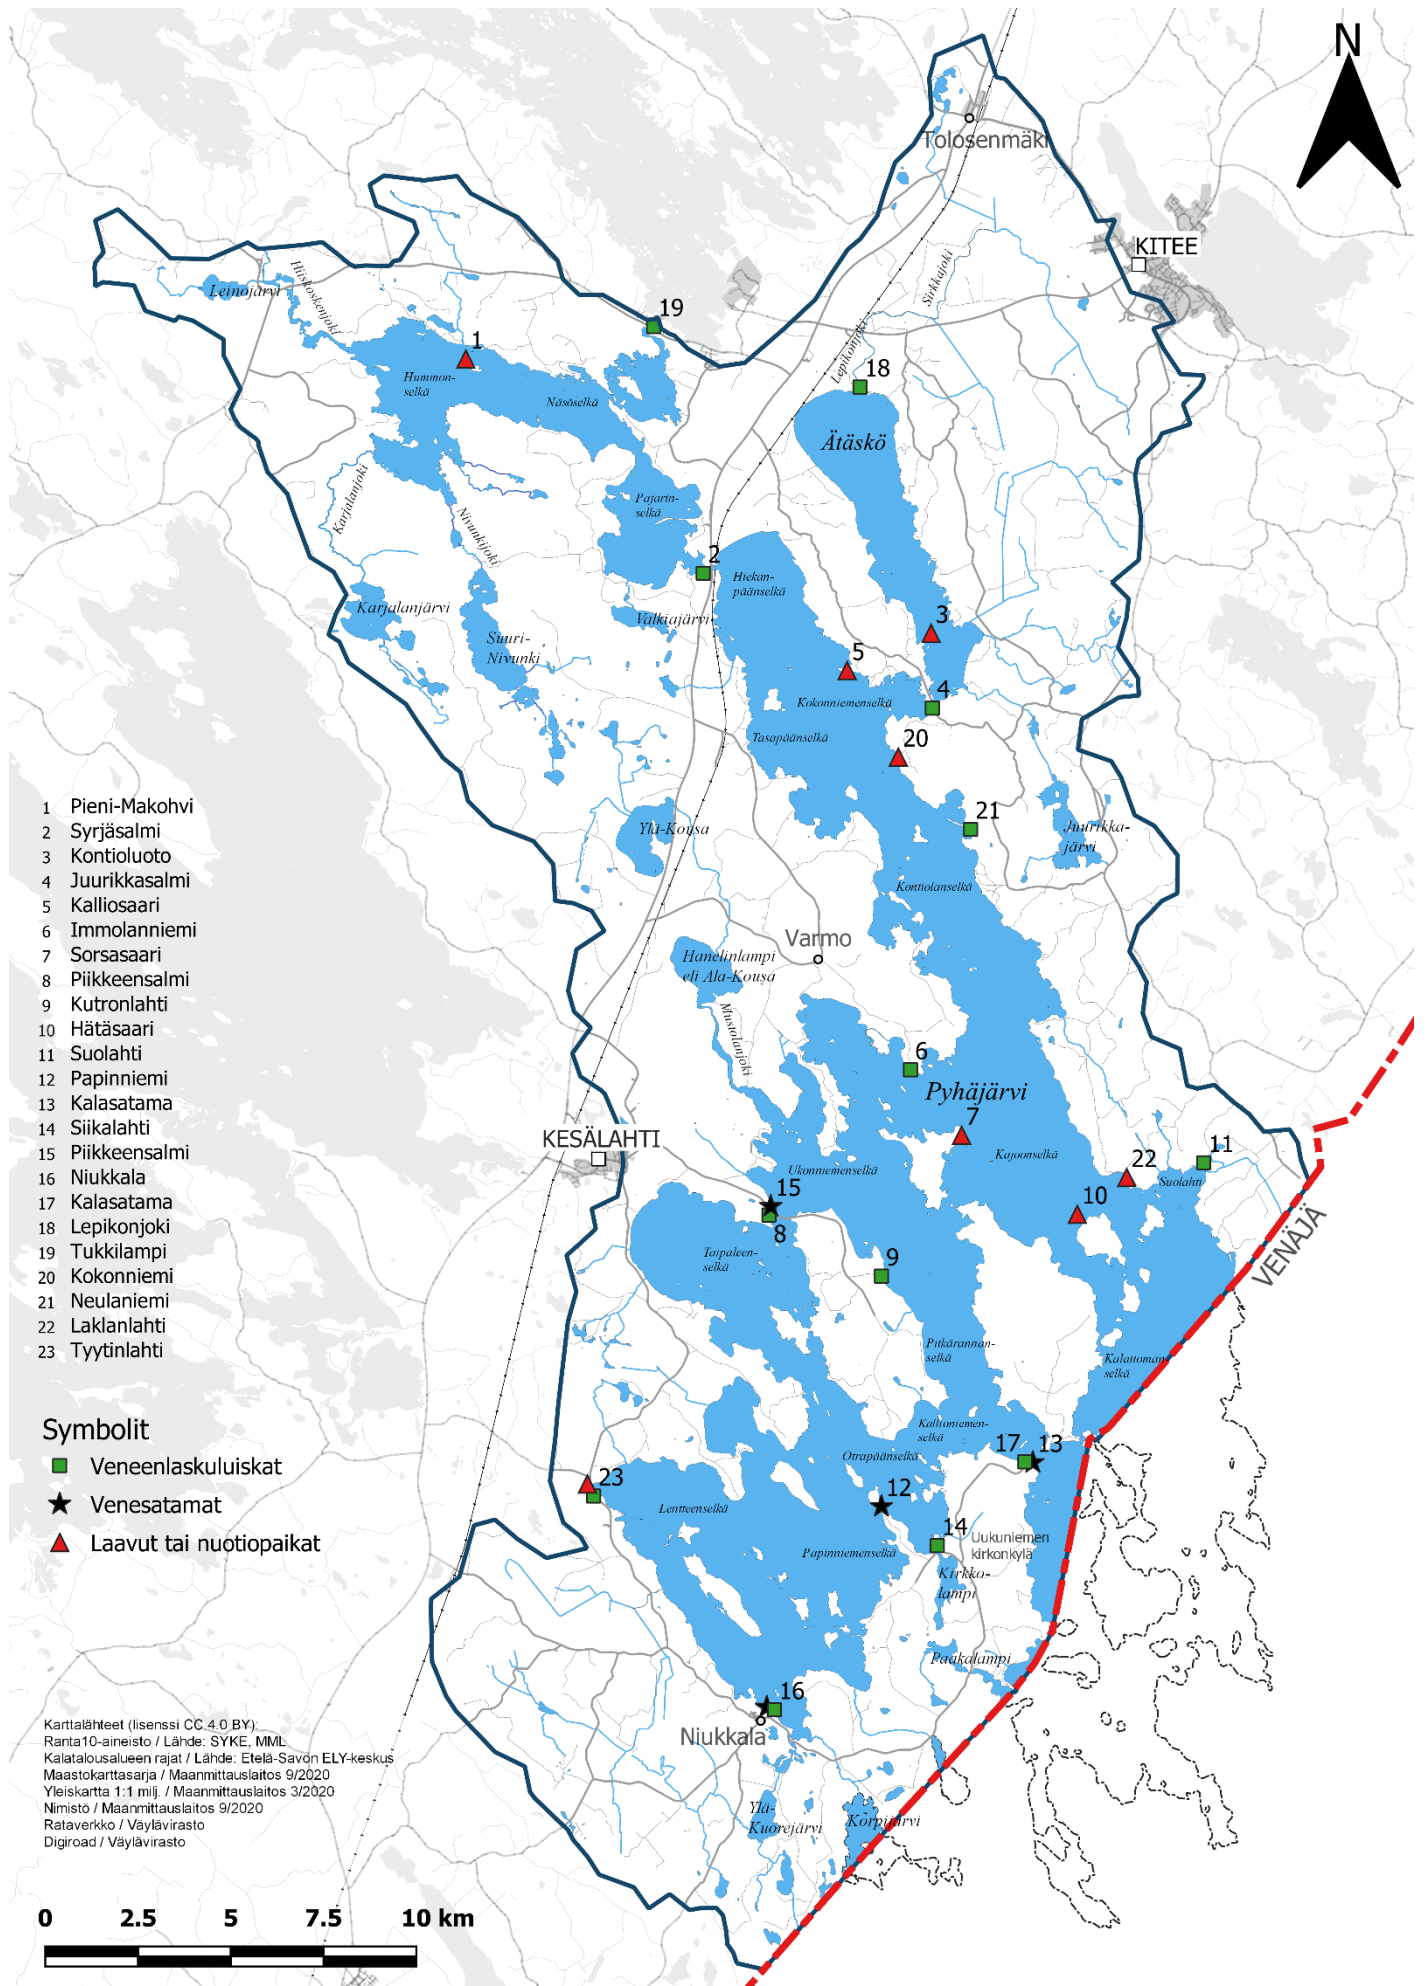 N
Tolosenmäki
KITEE
Sirkkajoki
Leinojärvi
Hiiskoskenjoki
19
1
Lepikonjoki
18
Hummon-
selkä
Näsöselkä
Ätäskö
Karjalanjoki
Pajarin-
selkä
Nivunkijoki
2
Hiekan-
päänselkä
Karjalanjärvi
Valkiajärvi
3
Suuri-
Nivunki
5
4
Kokonniemenselkä
Tasapäänselkä
20
21
Ylä-Kousa
Juurikka-
järvi
Kontiolanselkä
Varmo
Hanelinlampi
eli Ala-Kousa
Mustolanjoki
6
Pyhäjärvi
7
KESÄLAHTI
Ukonniemenselkä
Kajoonselkä
11
22
Suolahti
10
15
8
VENÄJÄ
Taipaleen-
selkä
9
Pitkärannan-
selkä
Kalattoman-
selkä
Kallioniemen-
selkä
17
13
Otrapäänselkä
23
12
Lentteenselkä
14
Uukuniemen
kirkonkylä
Papinniemenselkä
Kirkko-
lampi
Paakalampi
16
Niukkala
Ylä-
Kuorejärvi
Korpijärvi
1 Pieni-Makohvi
2 Syrjäsalmi
3 Kontioluoto
4 Juurikkasalmi
5 Kalliosaari
6 Immolanniemi
7 Sorsasaari
8 Piikkeensalmi
9 Kutronlahti
10 Hätäsaari
11 Suolahti
12 Papinniemi
13 Kalasatama
14 Siikalahti
15 Piikkeensalmi
16 Niukkala
17 Kalasatama
18 Lepikonjoki
19 Tukkilampi
20 Kokonniemi
21 Neulaniemi
22 Laklanlahti
23 Tyytinlahti
Symbolit
Veneenlaskuluiskat
Venesatamat
Laavut tai nuotiopaikat
Karttalähteet (lisenssi CC 4.0 BY):
Ranta10-aineisto / Lähde: SYKE, MML
Kalatalousalueen rajat / Lähde: Etelä-Savon ELY-keskus
Maastokarttasarja / Maanmittauslaitos 9/2020
Yleiskartta 1:1 milj. / Maanmittauslaitos 3/2020
Nimistö / Maanmittauslaitos 9/2020
Rataverkko / Väylävirasto
Digiroad / Väylävirasto
0 2.5 5 7.5 10 km